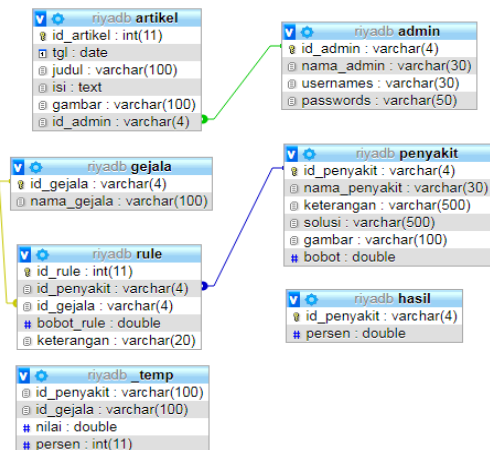 riyadb artikel
id_artikel : int(11)
tgl : date
judul : varchar(100)
isi : text
gambar : varchar(100)
id_admin : varchar(4)
riyadb admin
id_admin : varchar(4)
nama_admin : varchar(30)
usernames : varchar(30)
passwords : varchar(50)
riyadb gejala
id_gejala : varchar(4)
nama_gejala : varchar(100)
riyadb penyakit
id_penyakit : varchar(4)
nama_penyakit : varchar(30)
keterangan : varchar(500)
solusi : varchar(500)
gambar : varchar(100)
# bobot : double
riyadb rule
id_rule : int(11)
id_penyakit : varchar(4)
id_gejala : varchar(4)
# bobot_rule : double
keterangan : varchar(20)
riyadb hasil
id_penyakit : varchar(4)
# persen : double
riyadb _temp
id_penyakit : varchar(100)
id_gejala : varchar(100)
# nilai : double
# persen : int(11)